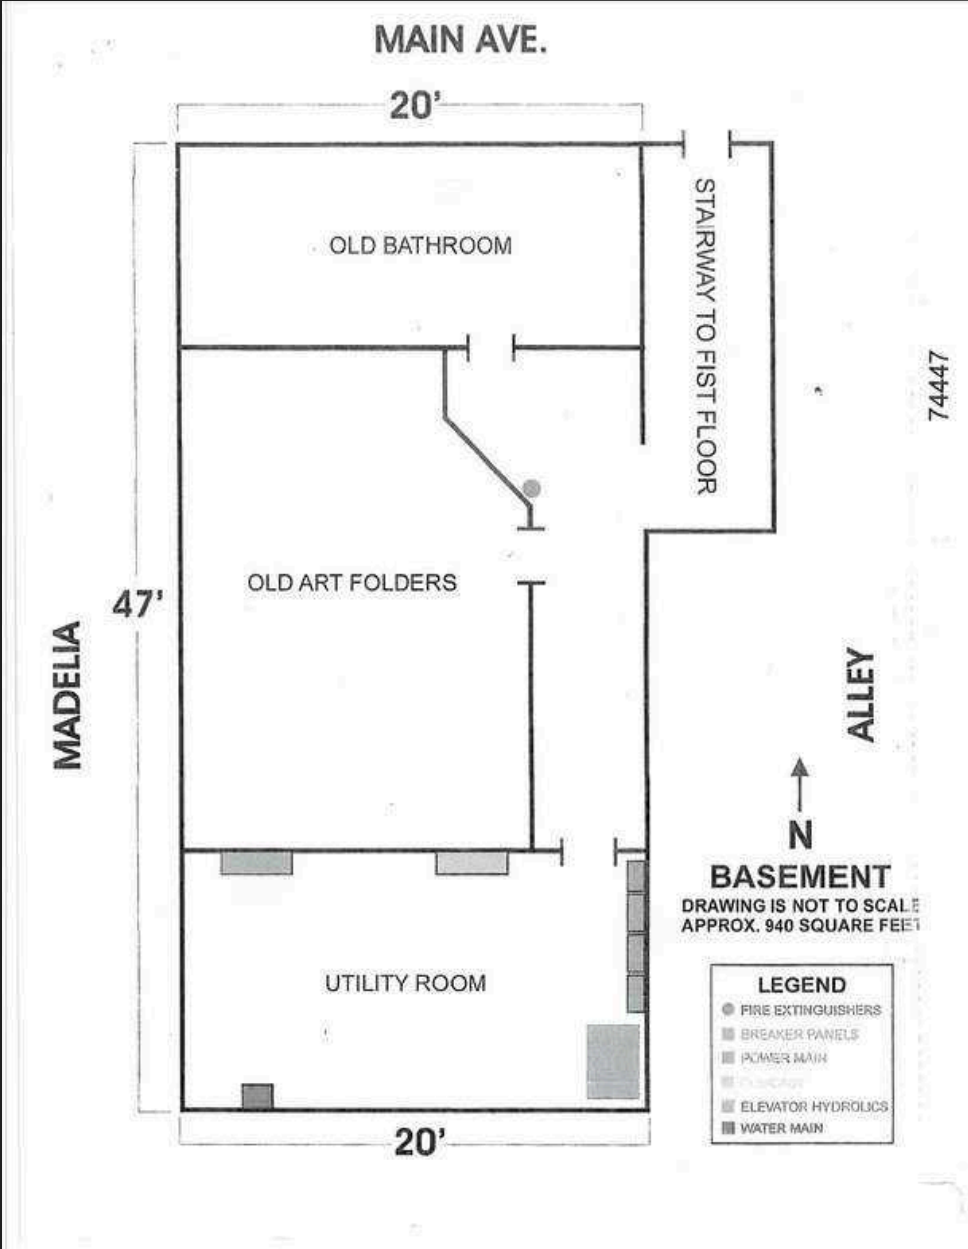 MAIN AVE.
20'
OLD BATHROOM
STAIRWAY TO FIST FLOOR
74447
OLD ART FOLDERS
47'
MADELIA
ALLEY
N
BASEMENT
DRAWING IS NOT TO SCALE
APPROX. 940 SQUARE FEET
UTILITY ROOM
LEGEND
FIRE EXTINGUISHERS
BREAKER PANELS
POWER MAIN
ELEVATOR HYDROLICS
WATER MAIN
20'